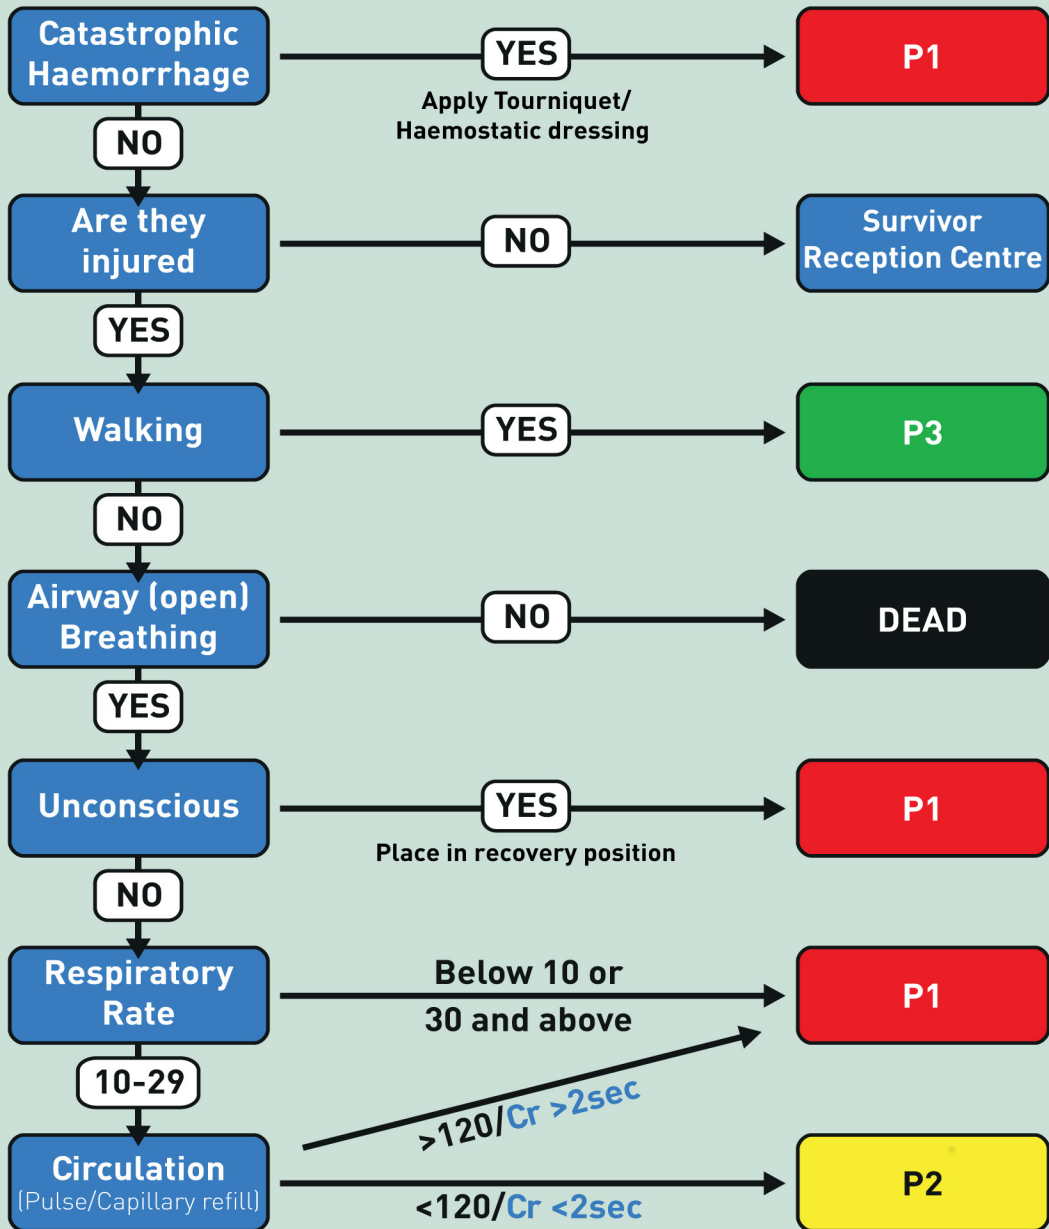 Catastrophic
Haemorrhage
YES
Apply Tourniquet/
Haemostatic dressing
P1
NO
Are they
injured
NO
Survivor
Reception Centre
YES
Walking
YES
P3
NO
Airway (open)
Breathing
NO
DEAD
YES
Unconscious
YES
Place in recovery position
P1
NO
Respiratory
Rate
Below 10 or
30 and above
P1
10-29
>120/Cr >2sec
Circulation
(Pulse/Capillary refill)
<120/Cr <2sec
P2